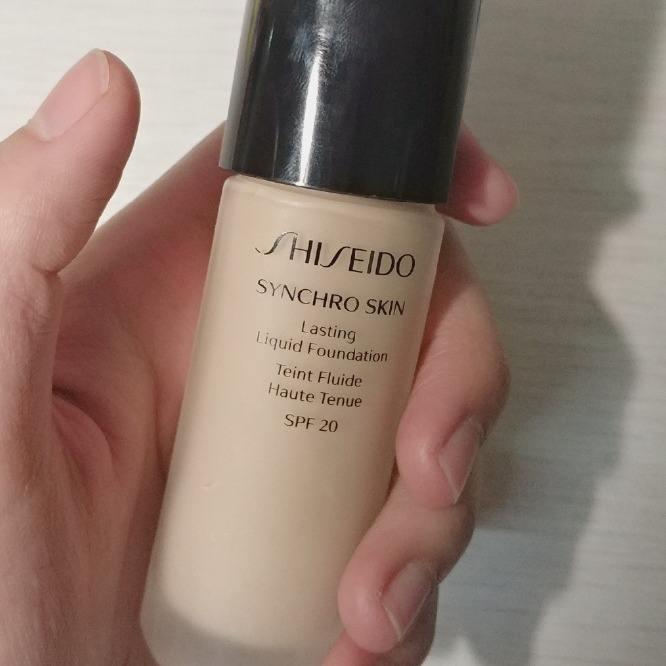 SHISEIDO
SYNCHRO SKIN
Lasting
Liquid Foundation
Teint Fluide
Haute Tenue
SPF 20